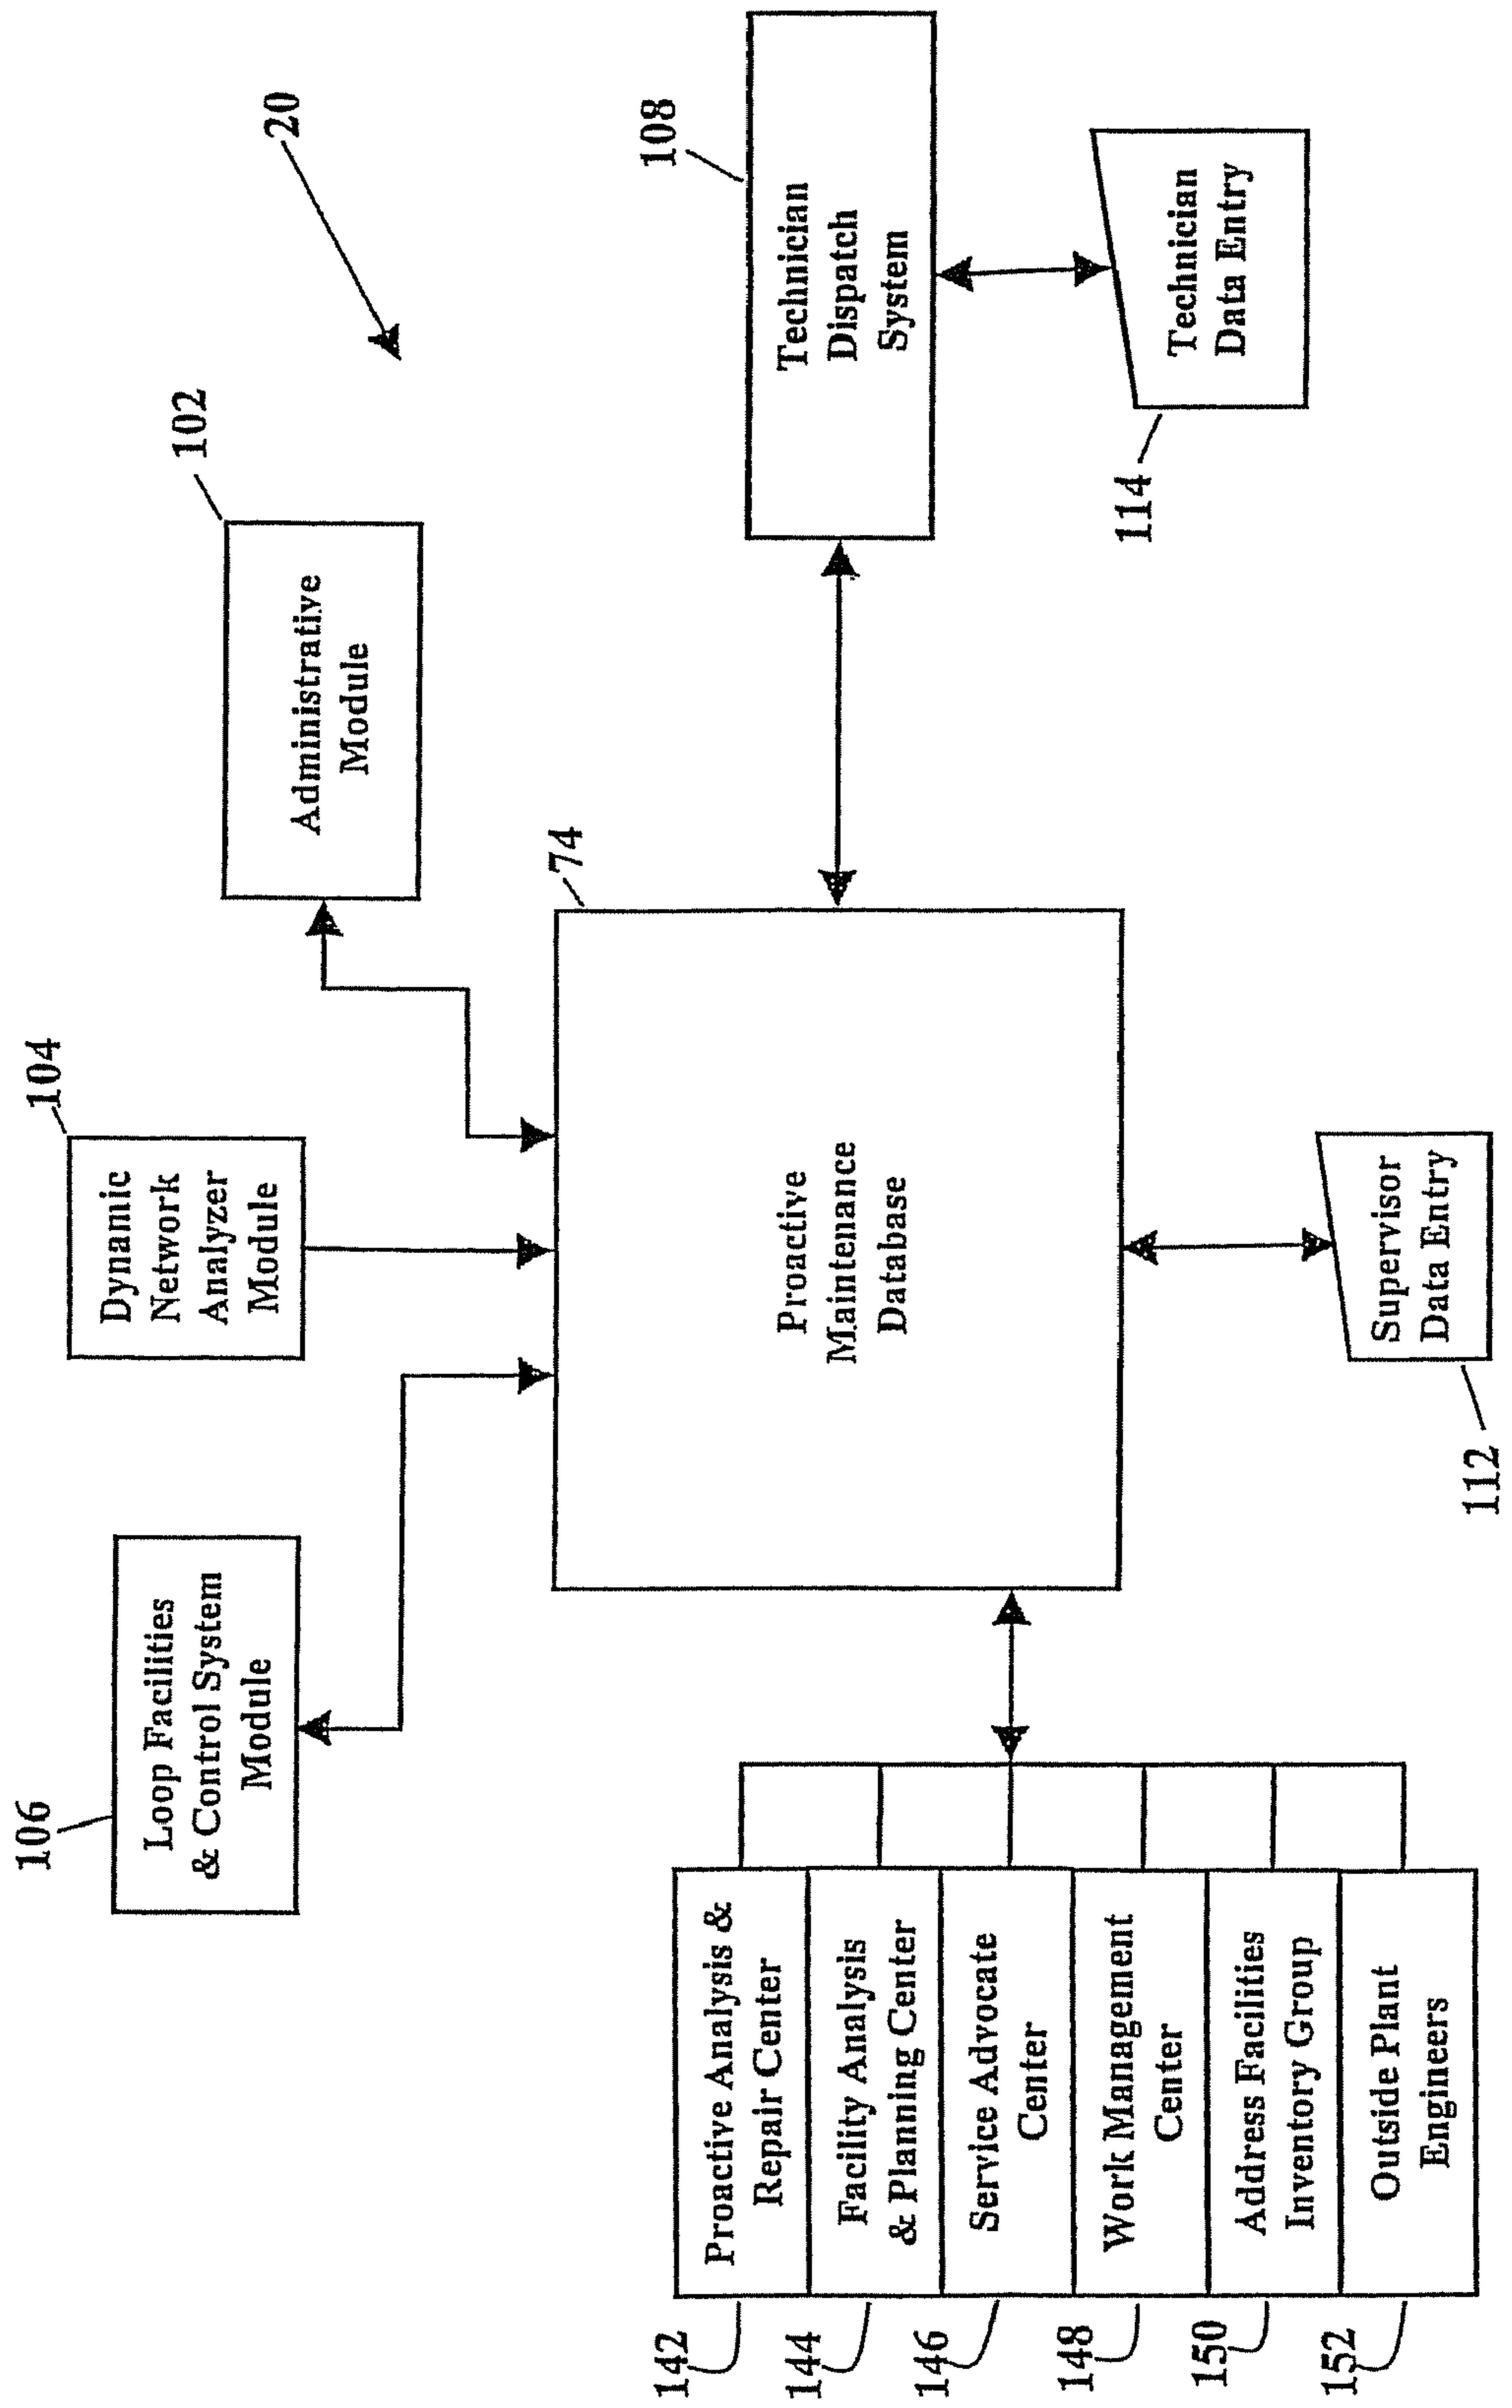 106
Loop Facilities
& Control System
Module
104
Dynamic
Network
Analyzer
Module
102
Administrative
Module
20
142
Proactive Analysis &
Repair Center
144
Facility Analysis
& Planning Center
146
Service Advocate
Center
148
Work Management
Center
150
Address Facilities
Inventory Group
152
Outside Plant
Engineers
74
Proactive
Maintenance
Database
108
Technician
Dispatch
System
112
Supervisor
Data Entry
114
Technician
Data Entry